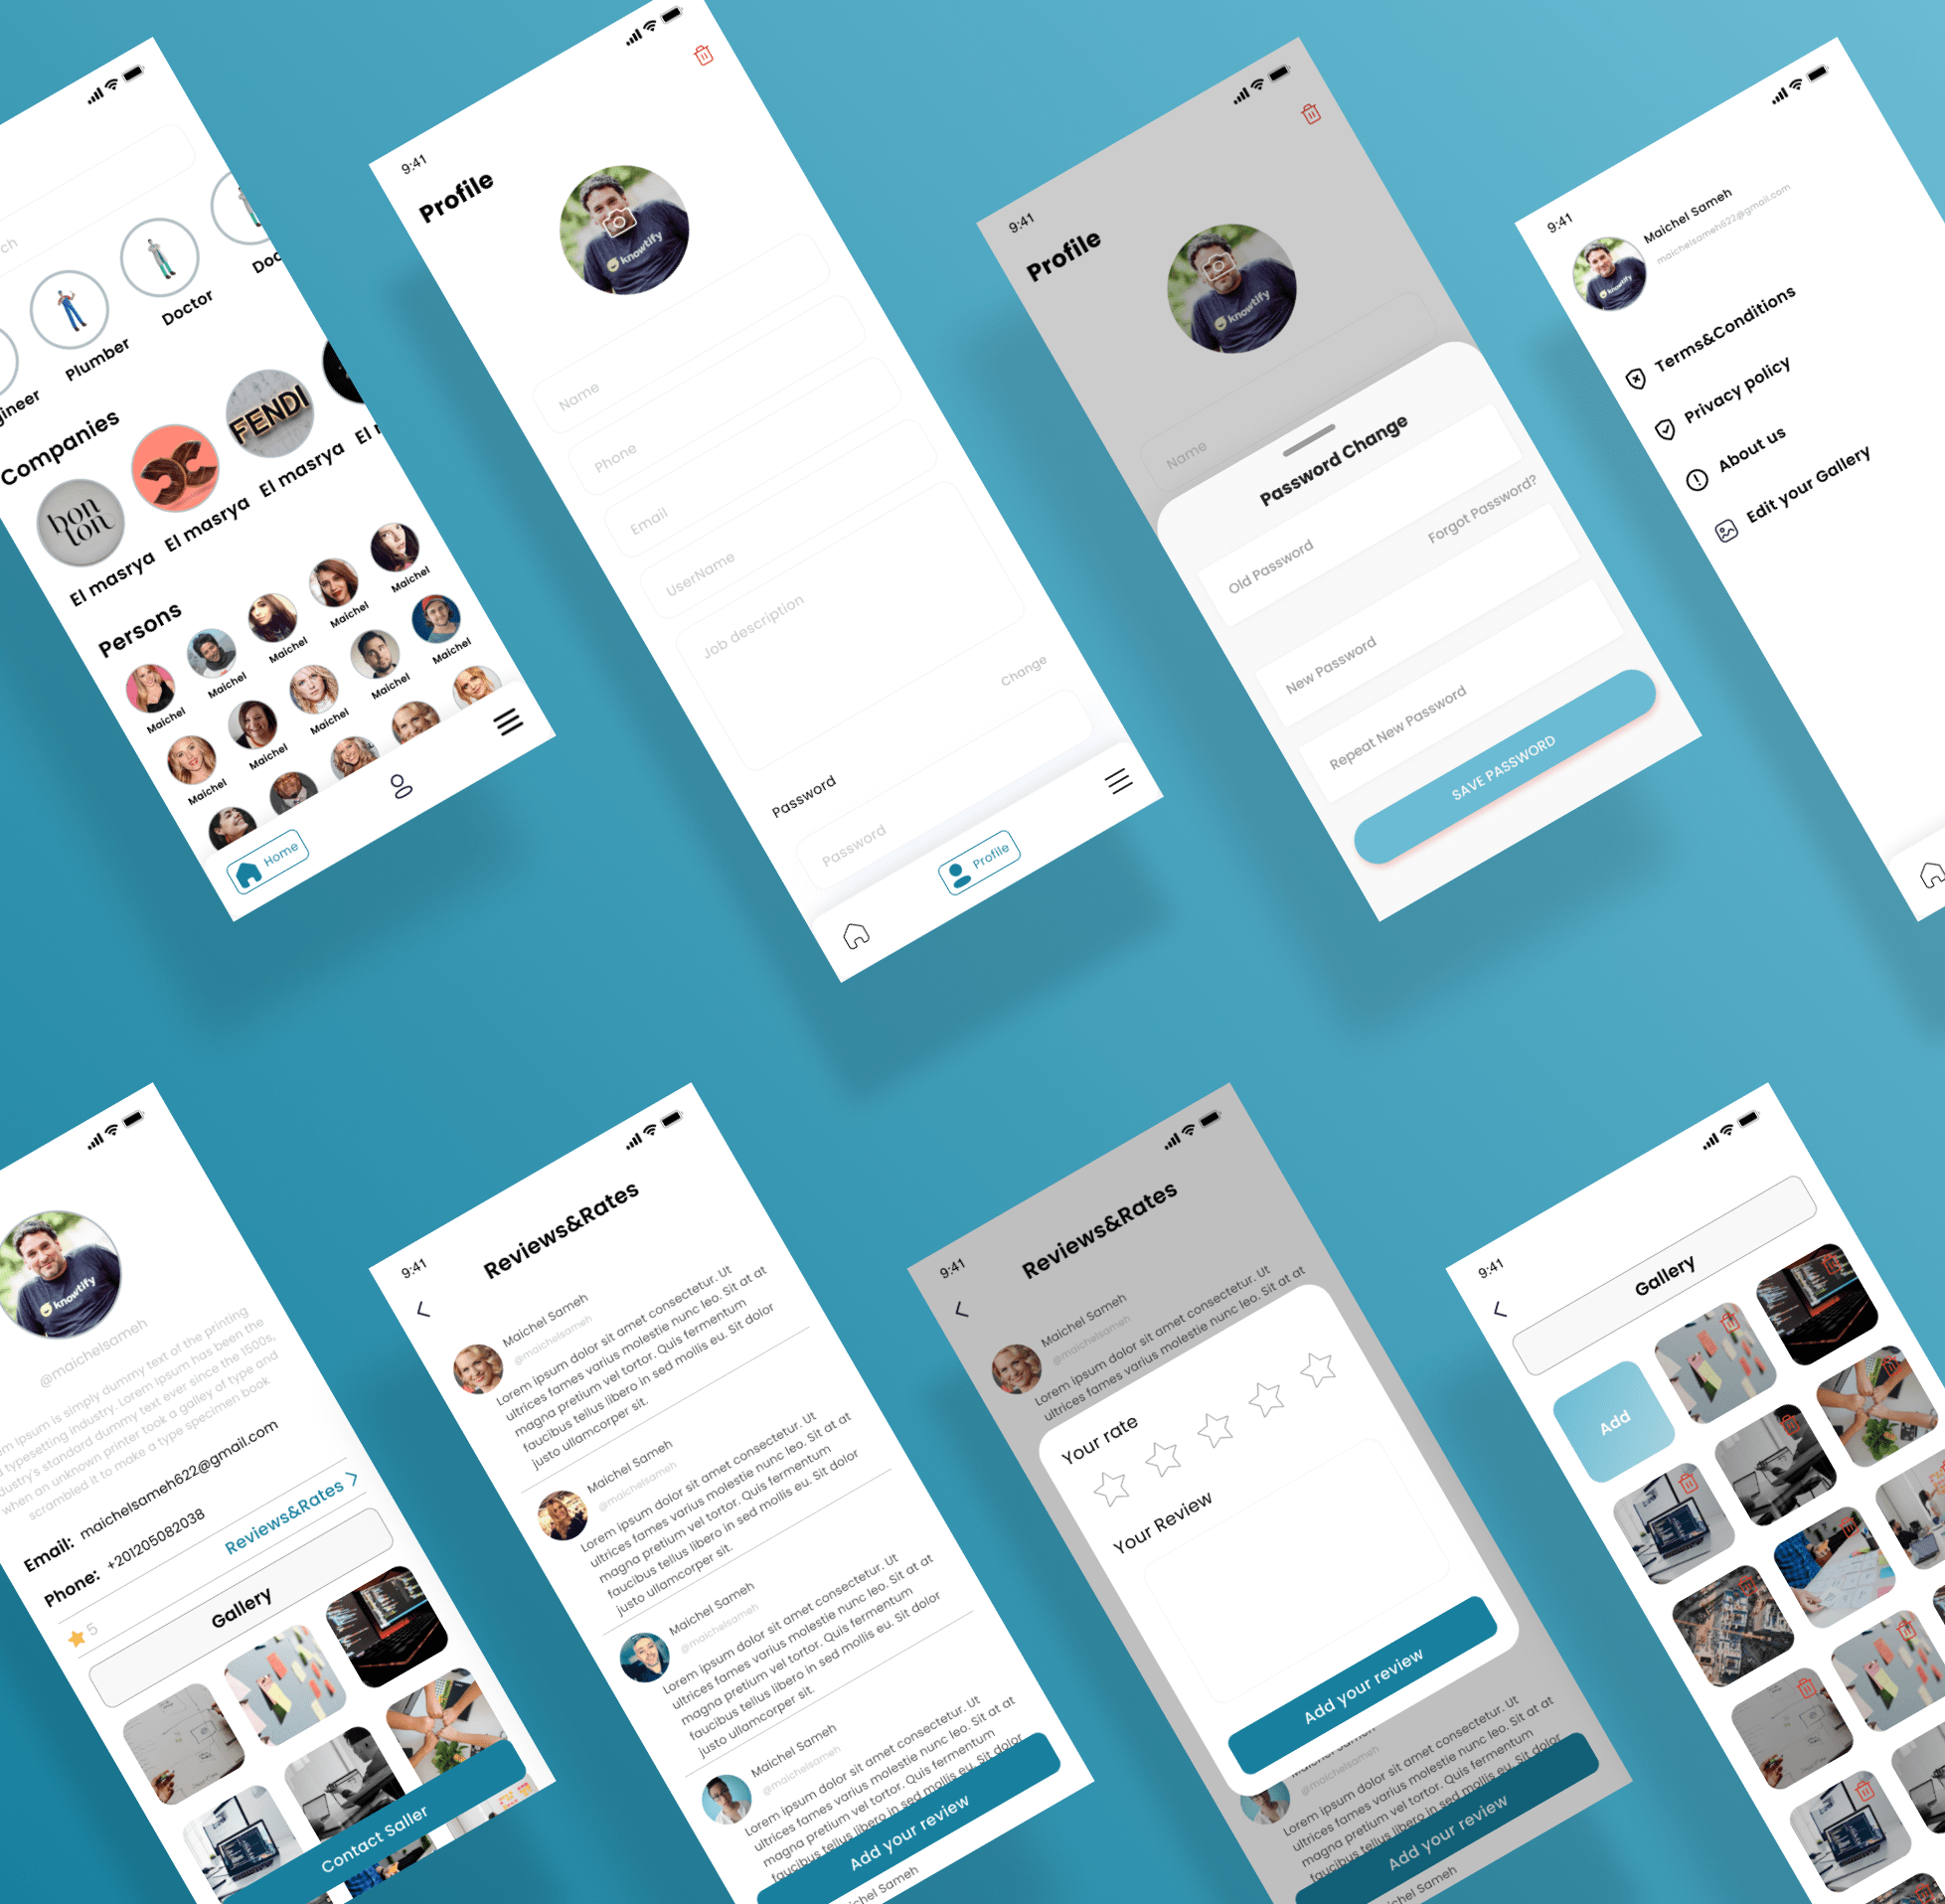 Plumber
Doctor
Companies
bon
ton
FENDI
El masrya
El masrya
El masrya
Persons
Maichel
Maichel
Maichel
Maichel
Maichel
Maichel
Maichel
Maichel
Maichel
Maichel
Home
9:41
Profile
knowtify
Name
Phone
Email
UserName
Job description
Change
Password
Password
Profile
9:41
Profile
knowtify
Name
Password Change
Old Password
Forgot Password?
New Password
Repeat New Password
SAVE PASSWORD
9:41
Maichel Sameh
maichelsameh622@gmail.com
knowtify
Terms&Conditions
Privacy policy
About us
Edit your Gallery
knowtify
@maichelsameh
Ipsum is simply dummy text of the printing
typesetting industry. Lorem Ipsum has been the
standard dummy text ever since the 1500s,
when an unknown printer took a galley of type and
scrambled it to make a type specimen book
Email: maichelsameh622@gmail.com
Phone: +201205082038
Reviews&Rates
5
Gallery
Contact Saller
9:41
Reviews&Rates
Maichel Sameh
@maichelsameh
Lorem ipsum dolor sit amet consectetur. Ut
ultrices fames varius molestie nunc leo. Sit at at
magna pretium vel tortor. Quis fermentum
faucibus tellus libero in sed mollis eu. Sit dolor
justo ullamcorper sit.
Maichel Sameh
@maichelsameh
Lorem ipsum dolor sit amet consectetur. Ut
ultrices fames varius molestie nunc leo. Sit at at
magna pretium vel tortor. Quis fermentum
faucibus tellus libero in sed mollis eu. Sit dolor
justo ullamcorper sit.
Maichel Sameh
@maichelsameh
Lorem ipsum dolor sit amet consectetur. Ut
ultrices fames varius molestie nunc leo. Sit at at
magna pretium vel tortor. Quis fermentum
faucibus tellus libero in sed mollis eu. Sit dolor
justo ullamcorper sit.
Maichel Sameh
@maichelsameh
Lorem ipsum dolor sit amet consectetur. Ut
ultrices fames varius molestie nunc leo. Sit at at
magna pretium vel tortor. Quis fermentum
faucibus tellus libero in sed mollis eu. Sit dolor
Add your review
Sameh
9:41
Reviews&Rates
Maichel Sameh
@maichelsameh
Lorem ipsum dolor sit amet consectetur. Ut
ultrices fames varius molestie nunc leo. Sit at at
Your rate
Your Review
Add your review
Maichel Sameh
@maichelsameh
Lorem ipsum dolor sit amet consectetur. Ut
ultrices fames varius molestie nunc leo. Sit at at
magna pretium vel tortor. Quis fermentum
faucibus tellus libero in sed mollis eu. Sit dolor
Add your review
Sameh
9:41
Gallery
Add